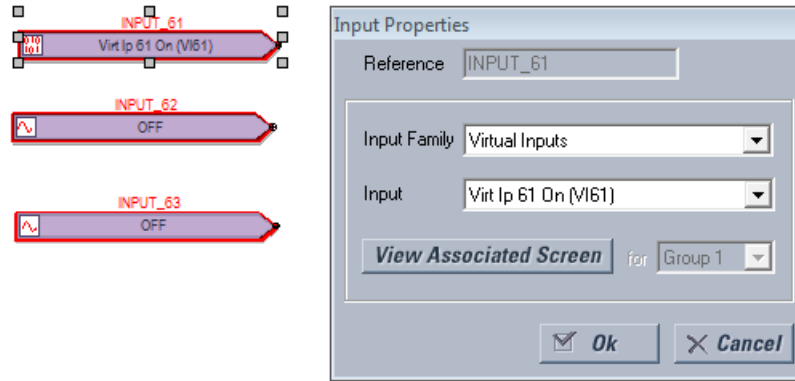 INPUT_61
Virt Ip 61 On (VI61)
INPUT_62
OFF
INPUT_63
OFF
Input Properties
Reference INPUT_61
Input Family Virtual Inputs
Input Virt Ip 61 On (VI61)
View Associated Screen for Group 1
Ok Cancel